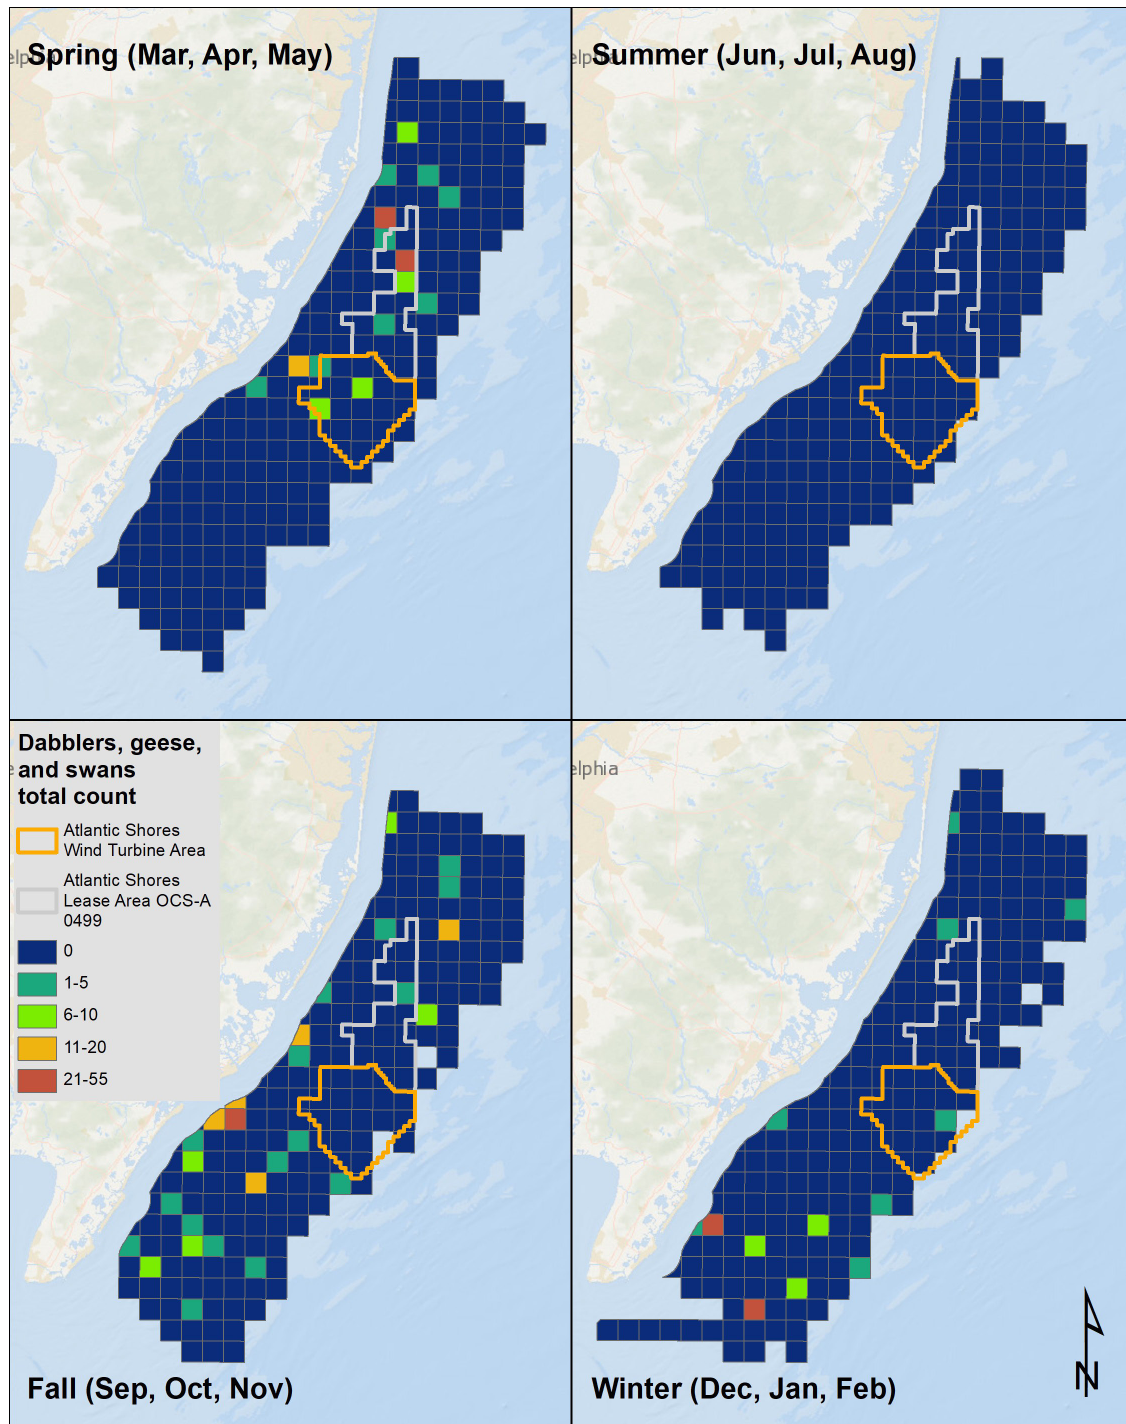 Spring (Mar, Apr, May)
elphia
Summer (Jun, Jul, Aug)
Dabblers, geese,
and swans
total count
Atlantic Shores
Wind Turbine Area
Atlantic Shores
Lease Area OCS-A
0499
0
1-5
6-10
11-20
21-55
Fall (Sep, Oct, Nov)
elphia
Winter (Dec, Jan, Feb)
N